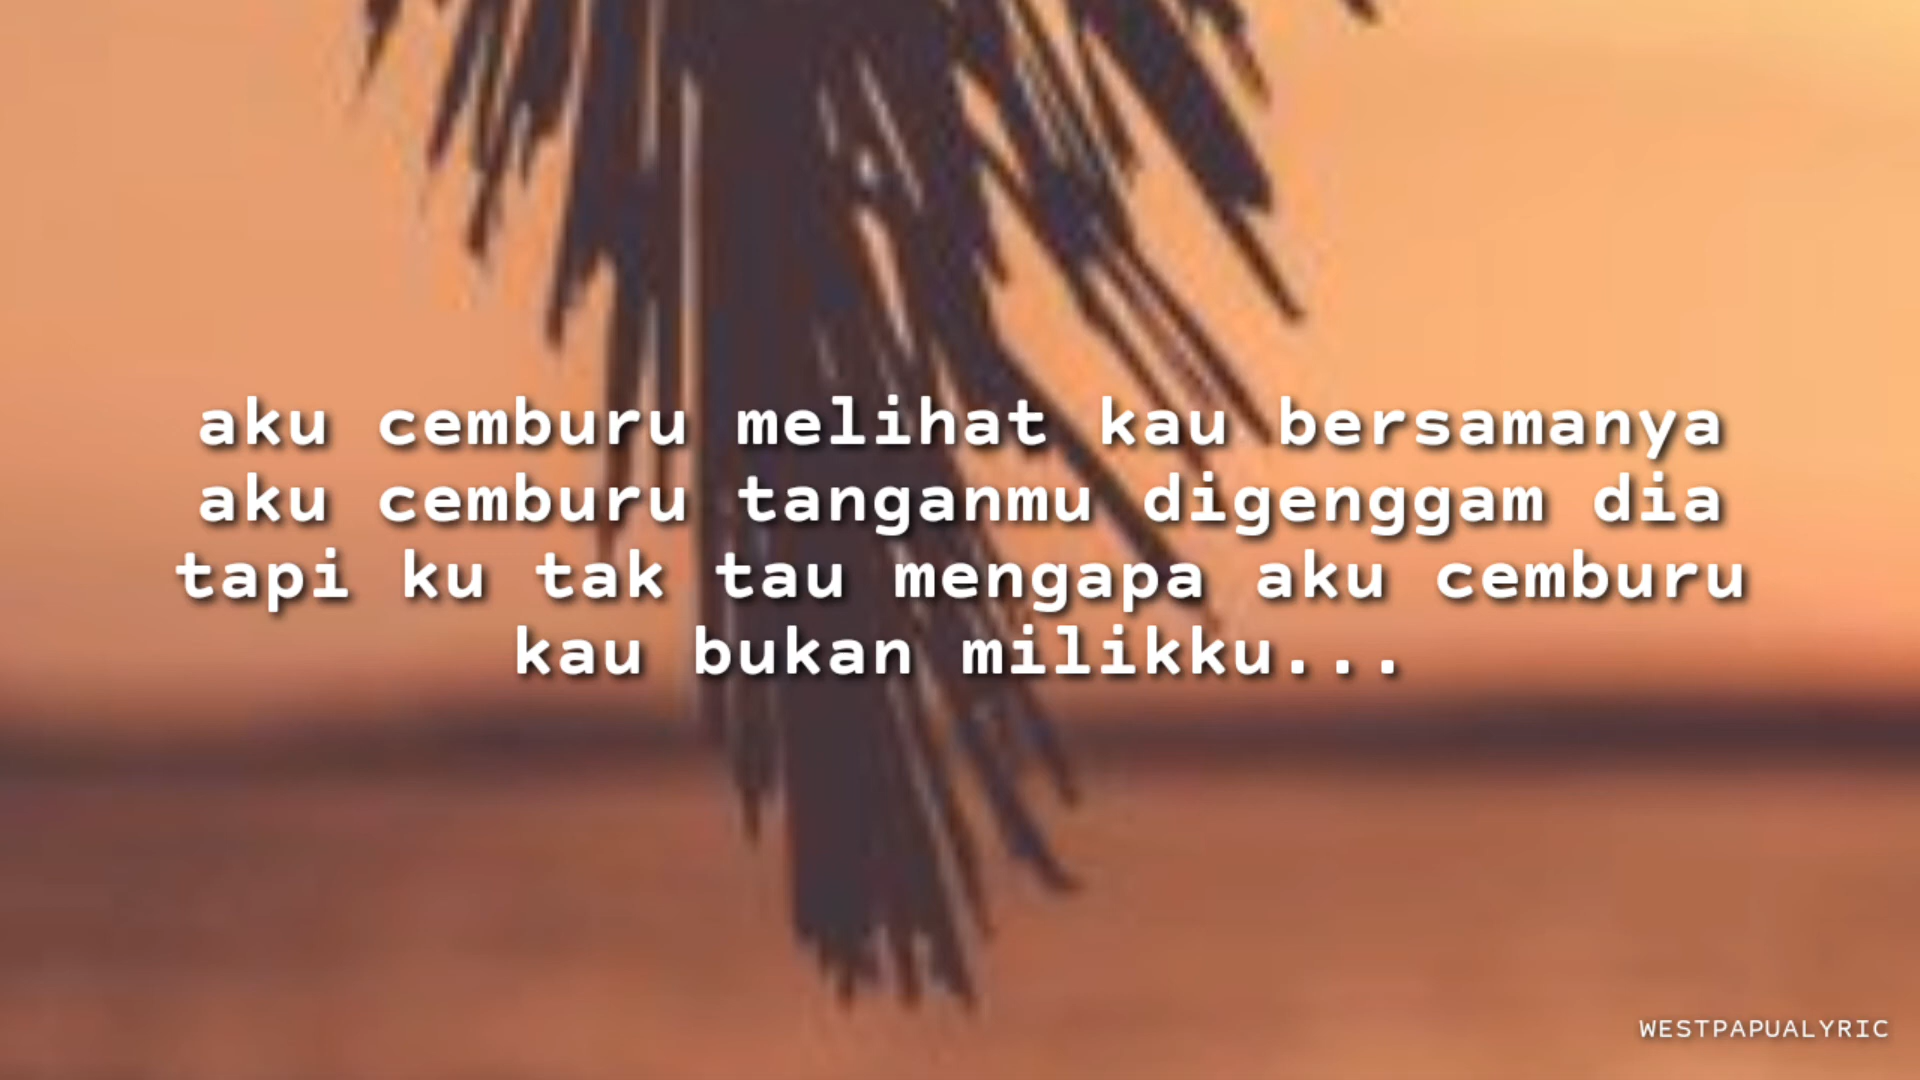 aku cemburu melihat kau bersamanya
aku cemburu tanganmu digenggam dia
tapi ku tak tau mengapa aku cemburu
kau bukan milikku...
WESTPAPUALYRIC